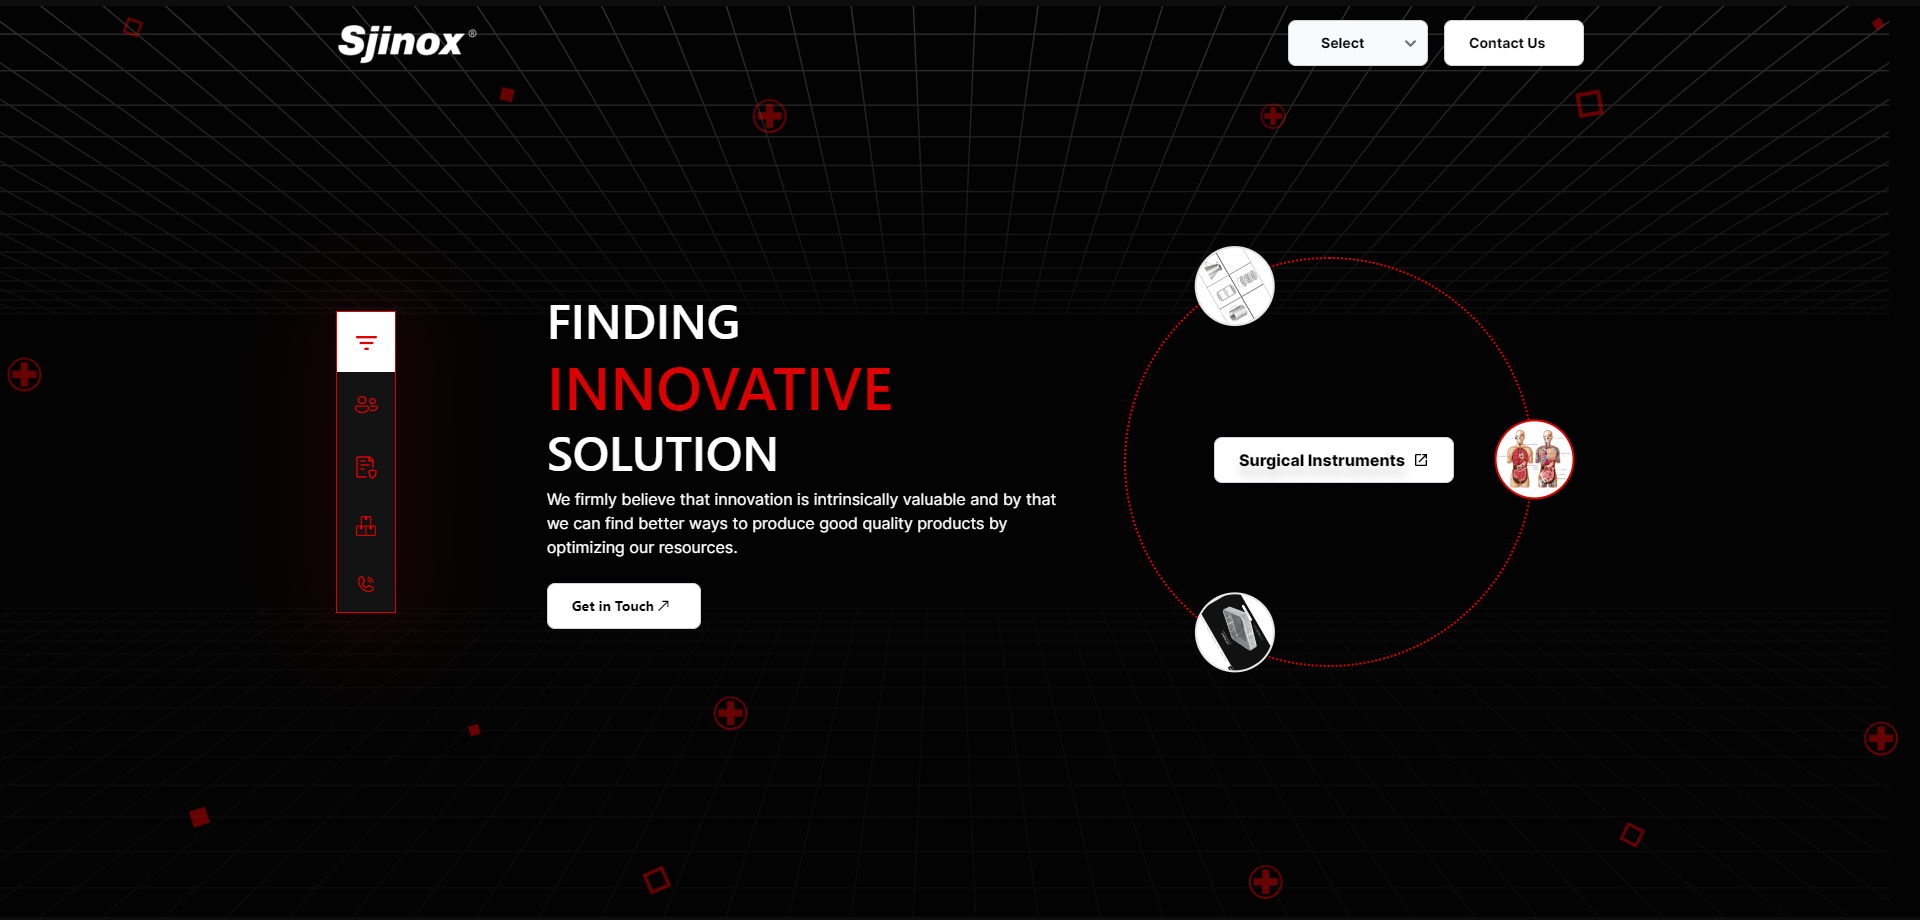 Sjinox ®
Select
Contact Us
FINDING
INNOVATIVE
SOLUTION
We firmly believe that innovation is intrinsically valuable and by that
we can find better ways to produce good quality products by
optimizing our resources.
Get in Touch
Surgical Instruments